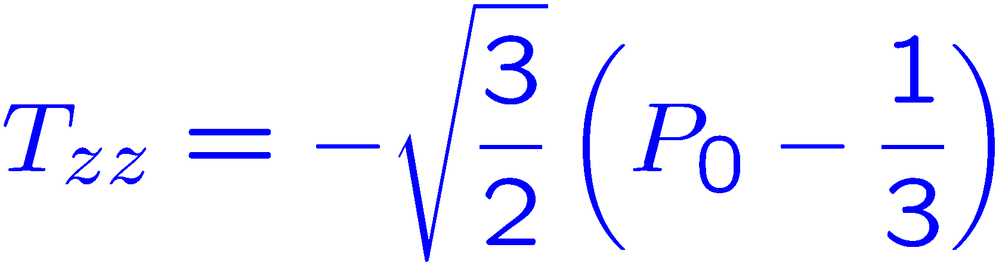 T_{zz} = -\sqrt{\frac{3}{2}} \left( P_0 - \frac{1}{3} \right)